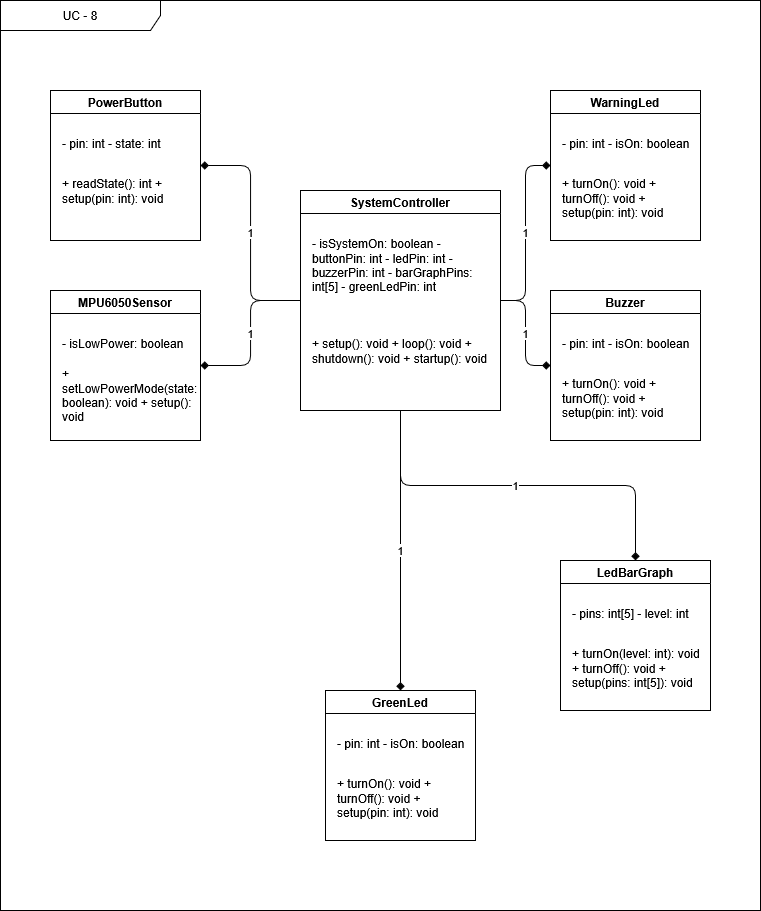 UC - 8
PowerButton
- pin: int - state: int
+ readState(): int +
setup(pin: int): void
WarningLed
- pin: int - isOn: boolean
+ turnOn(): void +
turnOff(): void +
setup(pin: int): void
SystemController
- isSystemOn: boolean -
buttonPin: int - ledPin: int -
buzzerPin: int - barGraphPins:
int[5] - greenLedPin: int
+ setup(): void + loop(): void +
shutdown(): void + startup(): void
1
1
MPU6050Sensor
- isLowPower: boolean
+
setLowPowerMode(state:
boolean): void + setup():
void
Buzzer
- pin: int - isOn: boolean
+ turnOn(): void +
turnOff(): void +
setup(pin: int): void
1
1
1
1
LedBarGraph
- pins: int[5] - level: int
+ turnOn(level: int): void
+ turnOff(): void +
setup(pins: int[5]): void
GreenLed
- pin: int - isOn: boolean
+ turnOn(): void +
turnOff(): void +
setup(pin: int): void